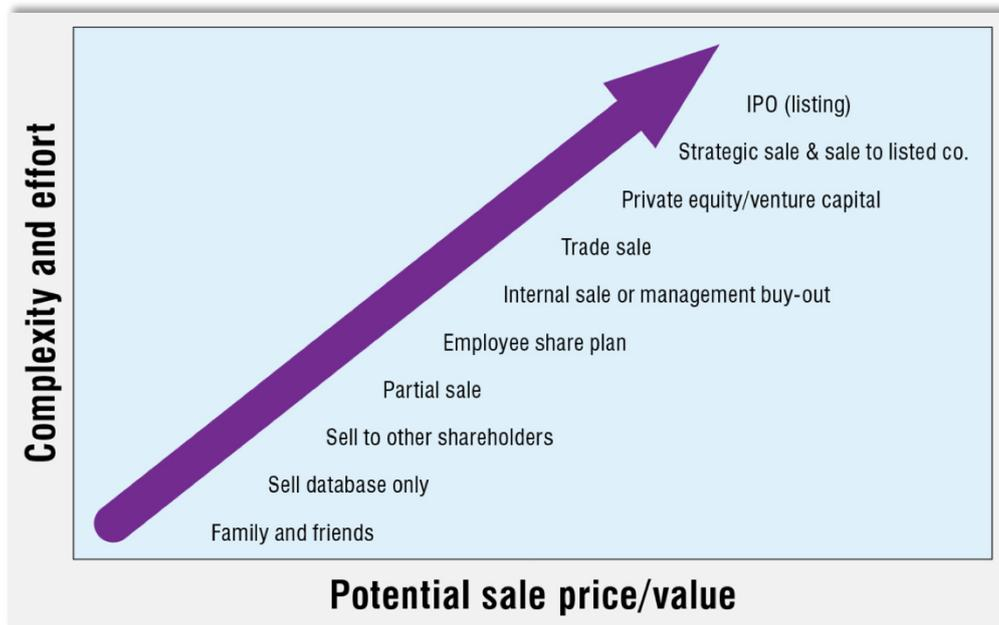 Complexity and effort
IPO (listing)
Strategic sale & sale to listed co.
Private equity/venture capital
Trade sale
Internal sale or management buy-out
Employee share plan
Partial sale
Sell to other shareholders
Sell database only
Family and friends
Potential sale price/value